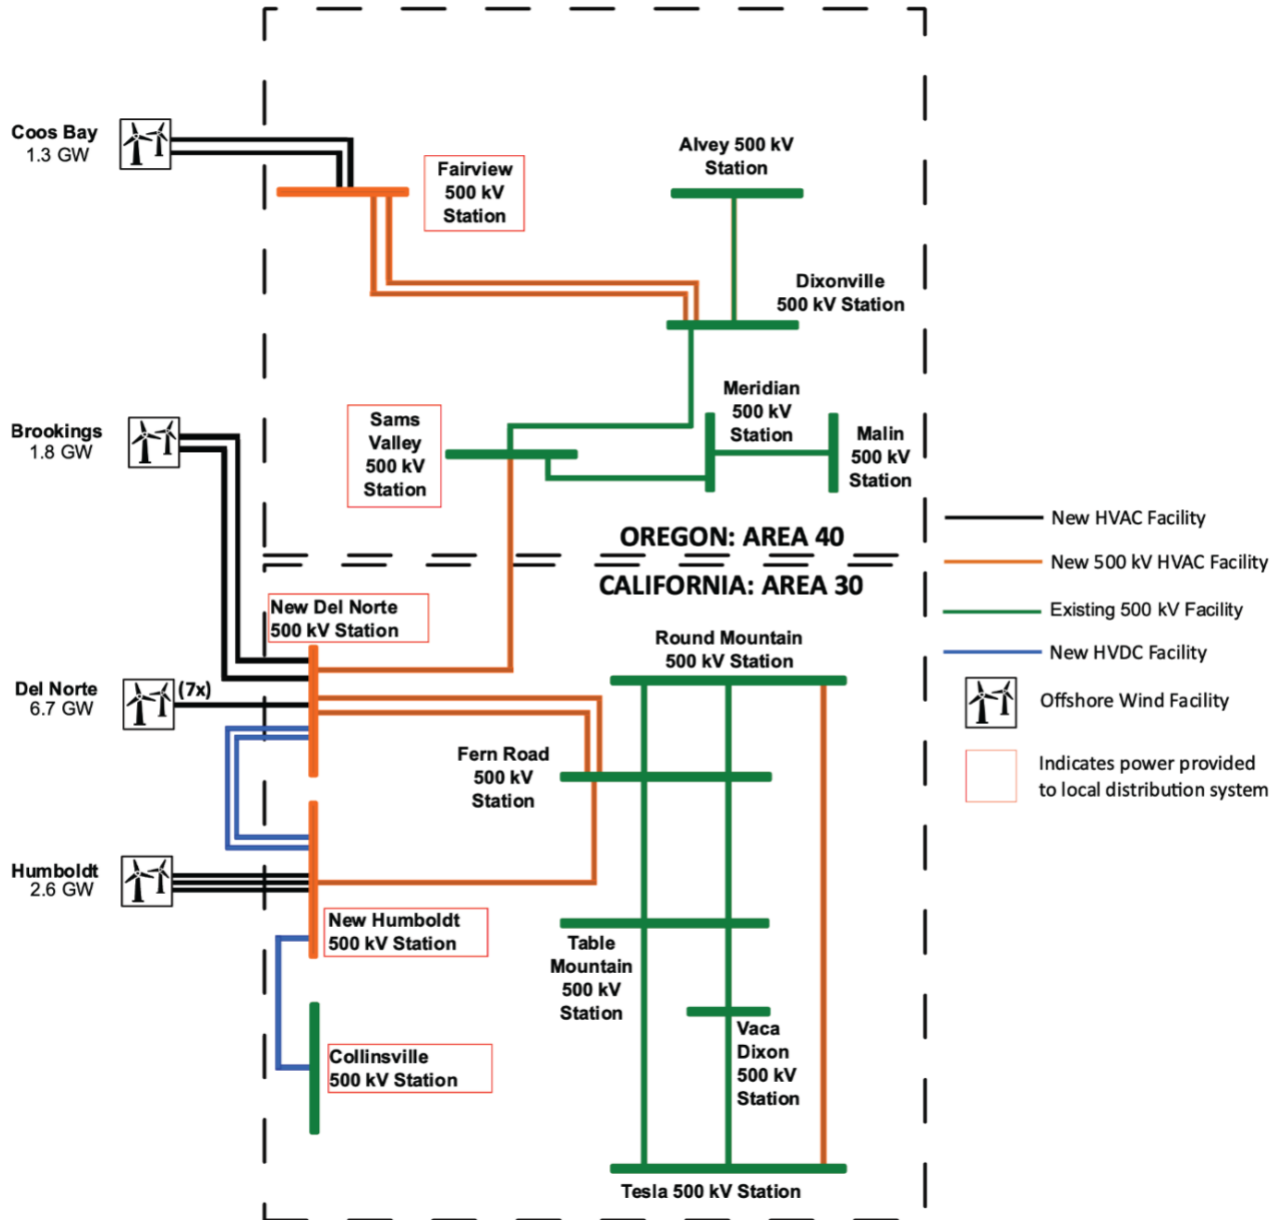 Coos Bay
1.3 GW
Fairview
500 kV
Station
Alvey 500 kV
Station
Dixonville
500 kV Station
Brookings
1.8 GW
Sams
Valley
500 kV
Station
Meridian
500 kV
Station
Malin
500 kV
Station
OREGON: AREA 40
CALIFORNIA: AREA 30
New HVAC Facility
New 500 kV HVAC Facility
Existing 500 kV Facility
New HVDC Facility
Offshore Wind Facility
Indicates power provided
to local distribution system
New Del Norte
500 kV Station
Round Mountain
500 kV Station
Del Norte
6.7 GW
(7x)
Fern Road
500 kV
Station
Humboldt
2.6 GW
New Humboldt
500 kV Station
Table
Mountain
500 kV
Station
Vaca
Dixon
500 kV
Station
Collinsville
500 kV Station
Tesla 500 kV Station